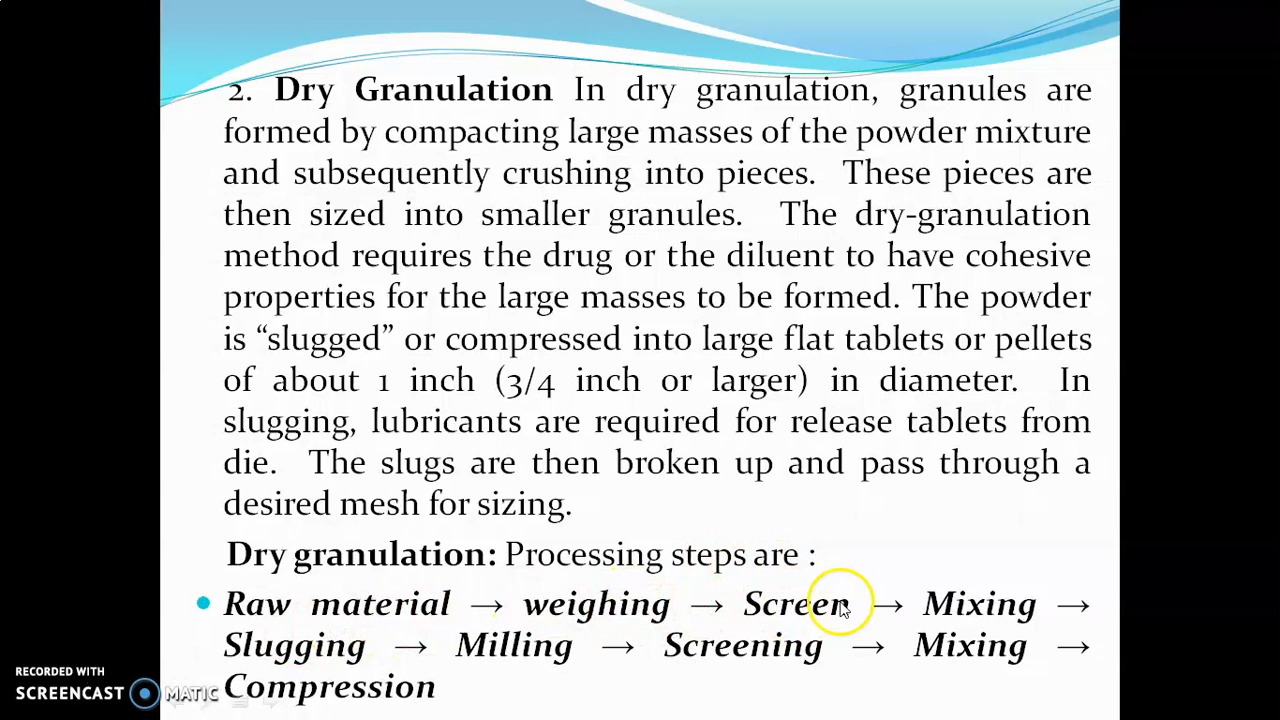 2. Dry Granulation In dry granulation, granules are
formed by compacting large masses of the powder mixture
and subsequently crushing into pieces. These pieces are
then sized into smaller granules. The dry-granulation
method requires the drug or the diluent to have cohesive
properties for the large masses to be formed. The powder
is “slugged” or compressed into large flat tablets or pellets
of about 1 inch (3/4 inch or larger) in diameter. In
slugging, lubricants are required for release tablets from
die. The slugs are then broken up and pass through a
desired mesh for sizing.
Dry granulation: Processing steps are :
• Raw material → weighing → Screen → Mixing →
Slugging → Milling → Screening → Mixing →
Compression
RECORDED WITH
SCREENCAST MATIC